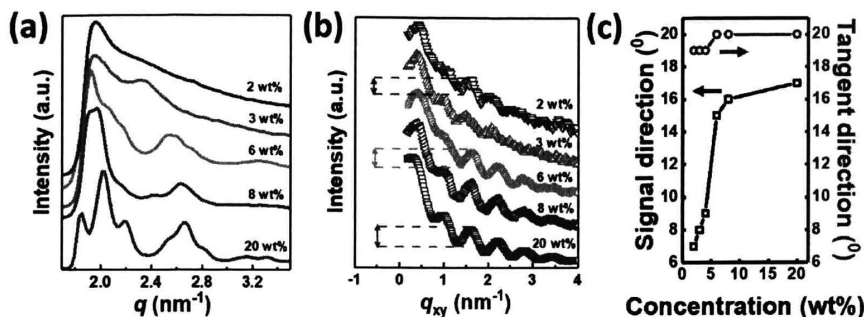 (a)
Intensity (a.u.)
2 wt%
3 wt%
6 wt%
8 wt%
20 wt%
2.0 2.4 2.8 3.2
q (nm⁻¹)
(b)
Intensity (a.u.)
2 wt%
3 wt%
6 wt%
8 wt%
20 wt%
0 1 2 3 4
qxy (nm⁻¹)
(c)
Signal direction (⁰)
20
18
16
14
12
10
8
6
20
18
16
14
12
10
8
6
Tangent direction (⁰)
0 5 10 15 20
Concentration (wt%)